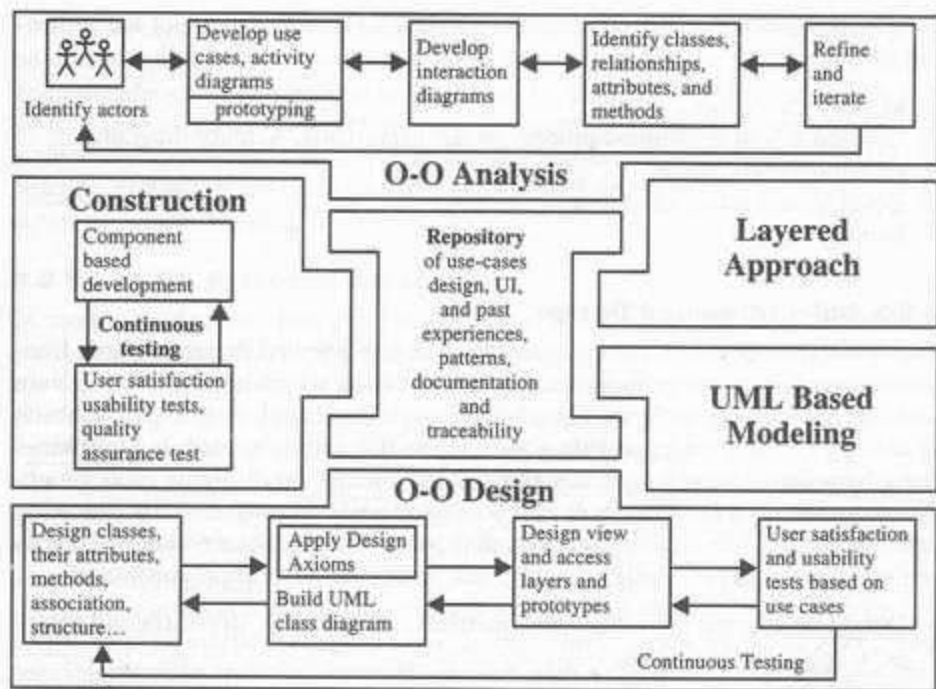 Identify actors
Develop use
cases, activity
diagrams
prototyping
Develop
interaction
diagrams
Identify classes,
relationships,
attributes, and
methods
Refine
and
iterate
O-O Analysis
Construction
Component
based
development
Continuous
testing
User satisfaction
usability tests,
quality
assurance test
Repository
of use-cases
design, UI,
and past
experiences,
patterns,
documentation
and
traceability
Layered
Approach
UML Based
Modeling
O-O Design
Design classes,
their attributes,
methods,
association,
structure...
Apply Design
Axioms
Build UML
class diagram
Design view
and access
layers and
prototypes
User satisfaction
and usability
tests based on
use cases
Continuous Testing